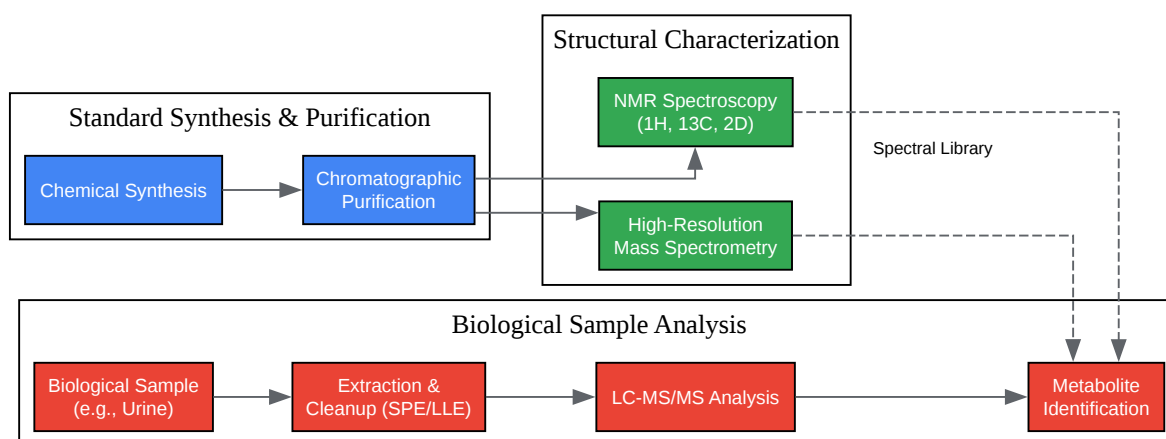 Structural Characterization
NMR Spectroscopy
(1H, 13C, 2D)
Standard Synthesis & Purification
Spectral Library
Chemical Synthesis
Chromatographic
Purification
High-Resolution
Mass Spectrometry
Biological Sample Analysis
Biological Sample
(e.g., Urine)
Extraction &
Cleanup (SPE/LLE)
LC-MS/MS Analysis
Metabolite
Identification